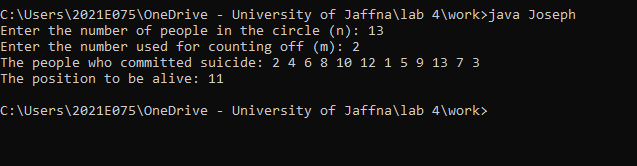 C:\Users\2021E075\OneDrive - University of Jaffna\lab 4\work>java Joseph
Enter the number of people in the circle (n): 13
Enter the number used for counting off (m): 2
The people who committed suicide: 2 4 6 8 10 12 1 5 9 13 7 3
The position to be alive: 11
C:\Users\2021E075\OneDrive - University of Jaffna\lab 4\work>